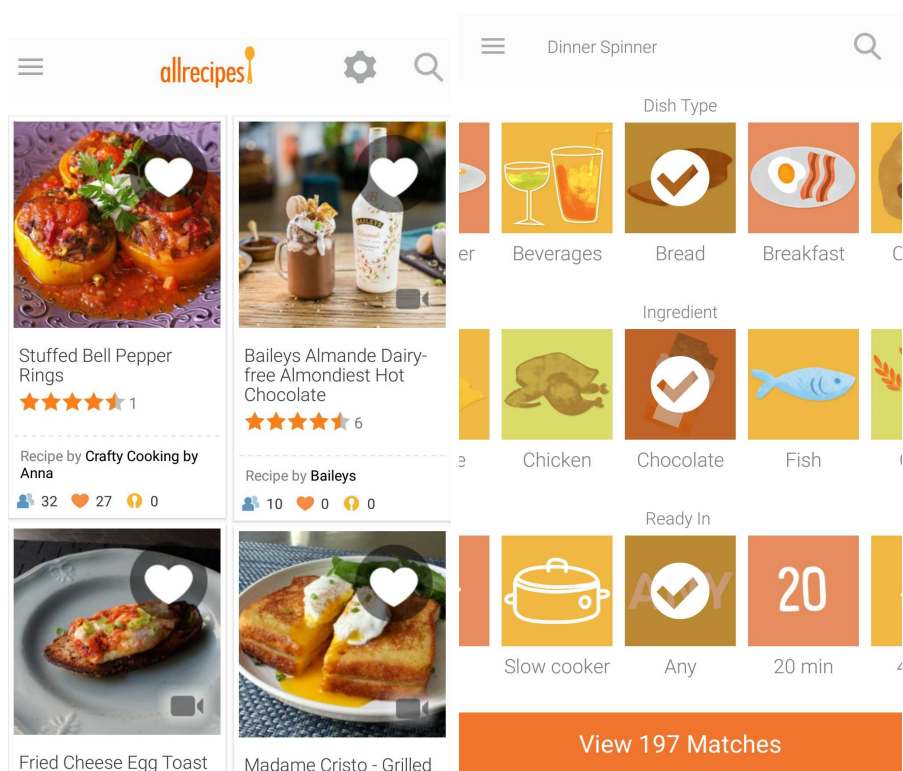 allrecipes
Stuffed Bell Pepper
Rings
1
Recipe by Crafty Cooking by
Anna
32 27 0
BAILEYS
Baileys Almande Dairy-
free Almondiest Hot
Chocolate
6
Recipe by Baileys
10 0 0
Fried Cheese Egg Toast
Madame Cristo - Grilled
Dinner Spinner
Dish Type
er Beverages Bread Breakfast C
Ingredient
e Chicken Chocolate Fish
Ready In
ANY
20
Slow cooker Any 20 min 4
View 197 Matches